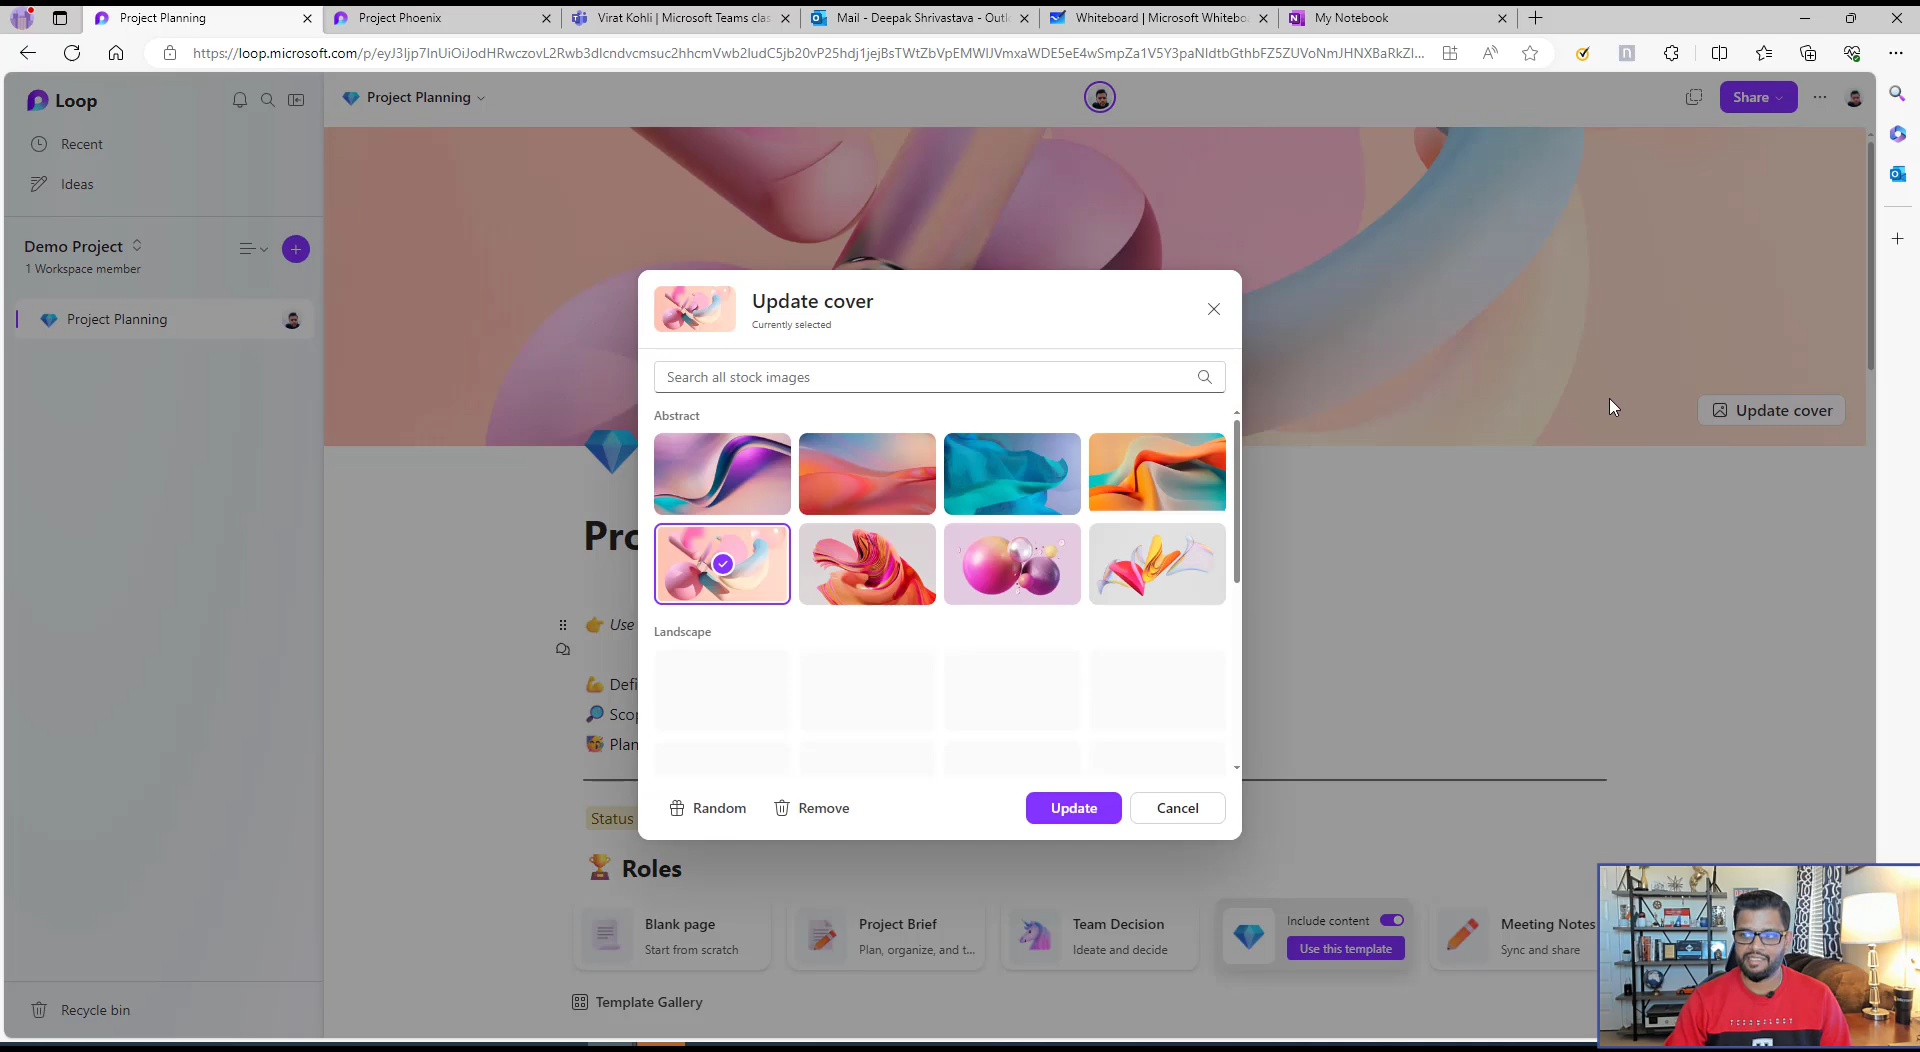 Project Planning
Project Phoenix
Virat Kohli | Microsoft Teams clas
Mail - Deepak Shrivastava - Outlo
Whiteboard | Microsoft Whitebo
My Notebook
Loop
Project Planning
Share
Recent
Ideas
Demo Project
1 Workspace member
Project Planning
Update cover
Currently selected
Search all stock images
Abstract
Update cover
Pro
Use
Landscape
Defi
Scop
Plan
Random
Remove
Update
Cancel
Status
Roles
Blank page
Start from scratch
Project Brief
Plan, organize, and t...
Team Decision
Ideate and decide
Include content
Use this template
Meeting Notes
Sync and share
Template Gallery
Recycle bin